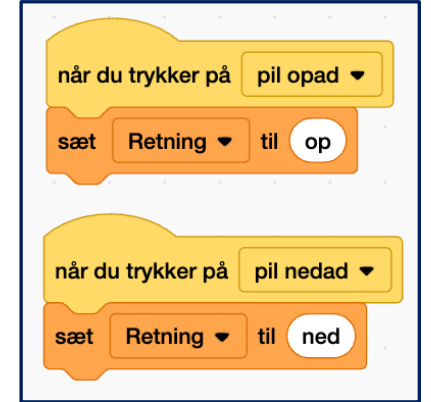 når du trykker på pil opad
sæt Retning til op
når du trykker på pil nedad
sæt Retning til ned